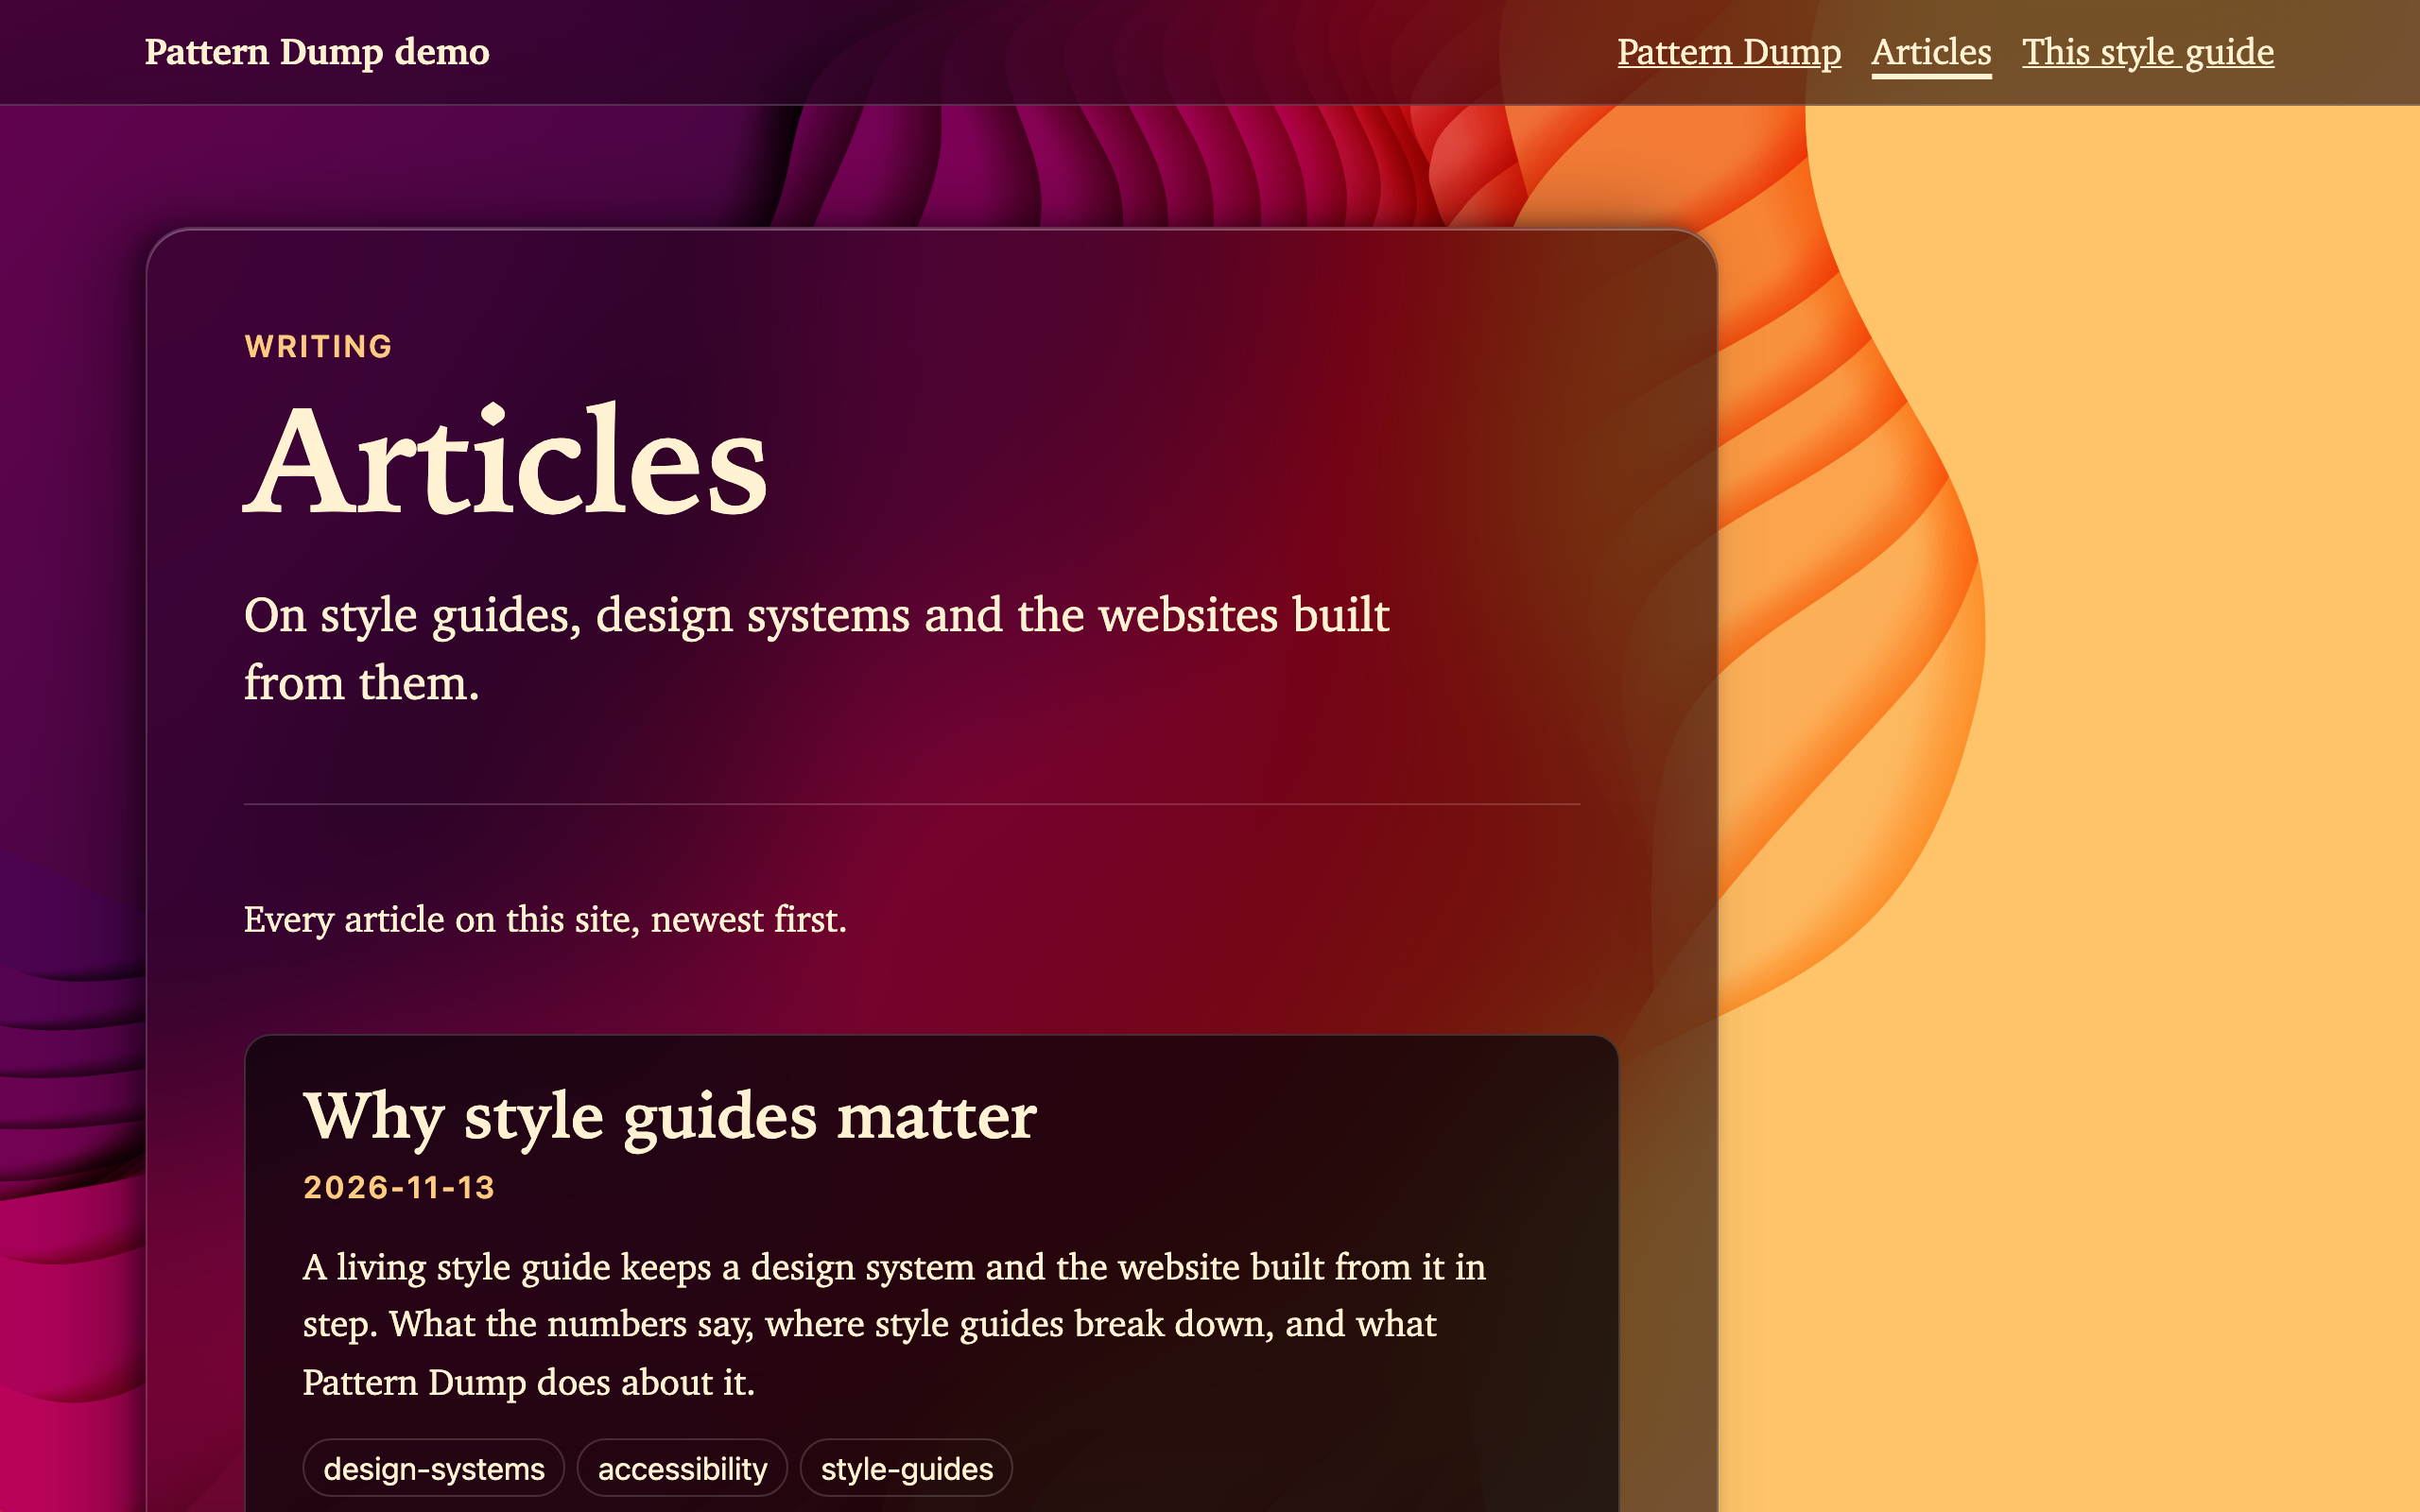 Pattern Dump demo
Pattern Dump Articles This style guide
WRITING
Articles
On style guides, design systems and the websites built
from them.
Every article on this site, newest first.
Why style guides matter
2026-11-13
A living style guide keeps a design system and the website built from it in
step. What the numbers say, where style guides break down, and what
Pattern Dump does about it.
design-systems accessibility style-guides